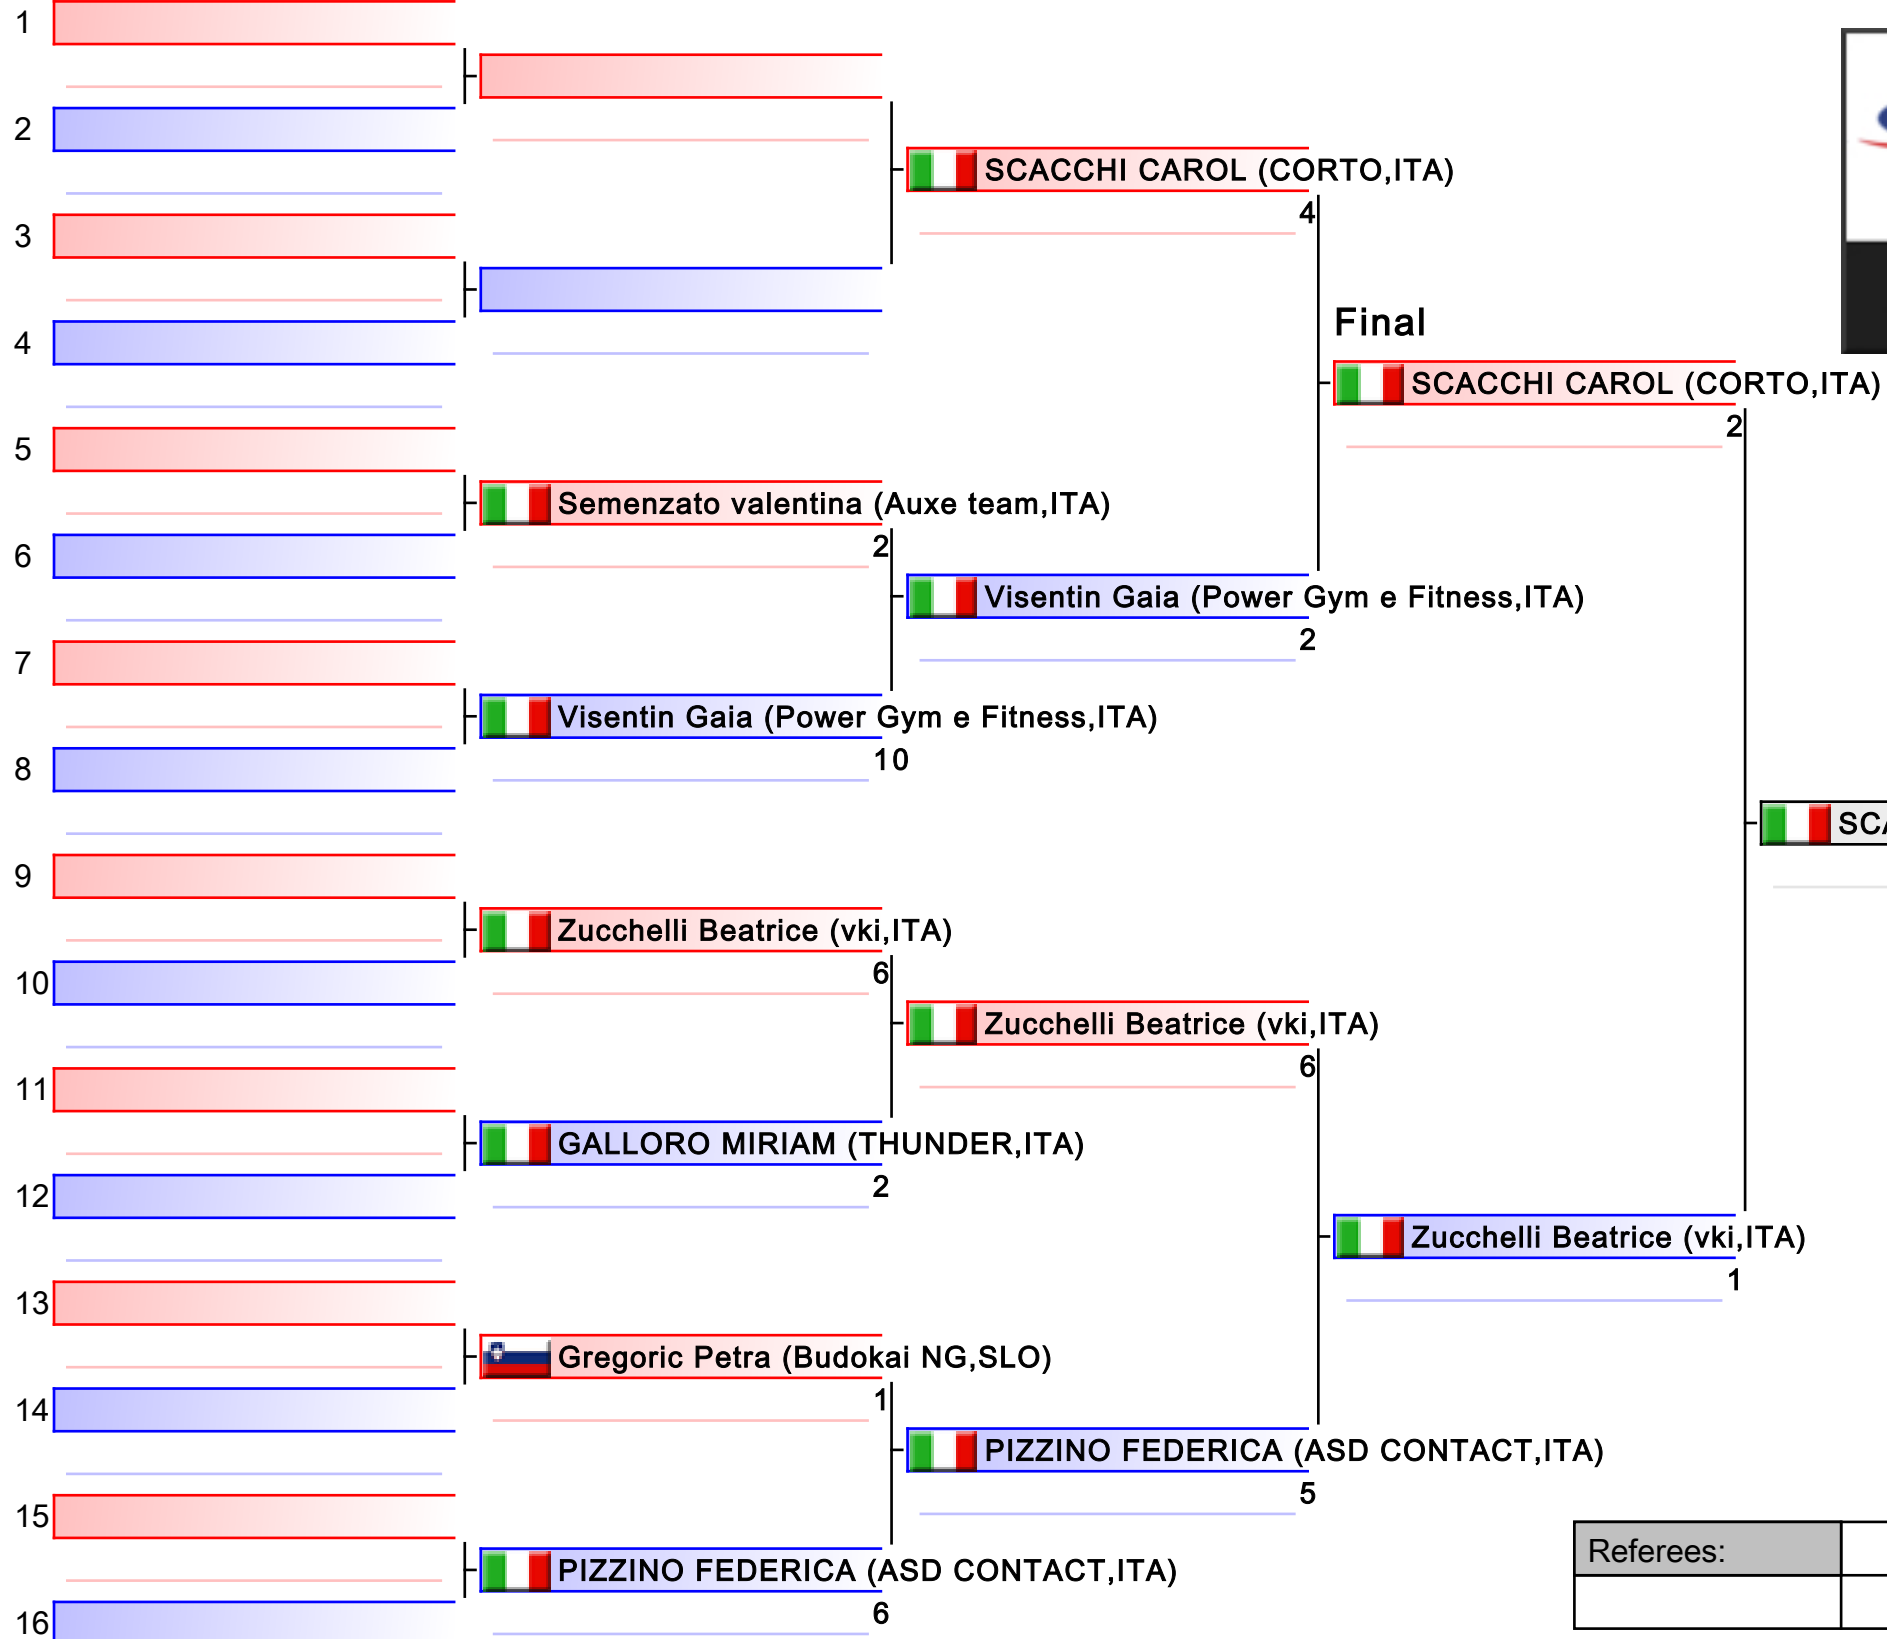 1
2
SCACCHI CAROL (CORTO,ITA)
4
3
Final
4
SCACCHI CAROL (CORTO,ITA)
2
5
Semenzato valentina (Auxe team,ITA)
2
6
Visentin Gaia (Power Gym e Fitness,ITA)
2
7
Visentin Gaia (Power Gym e Fitness,ITA)
10
8
SCA
9
Zucchelli Beatrice (vki,ITA)
6
10
Zucchelli Beatrice (vki,ITA)
6
11
GALLORO MIRIAM (THUNDER,ITA)
2
12
Zucchelli Beatrice (vki,ITA)
1
13
Gregoric Petra (Budokai NG,SLO)
1
14
PIZZINO FEDERICA (ASD CONTACT,ITA)
5
15
Referees:
PIZZINO FEDERICA (ASD CONTACT,ITA)
6
16